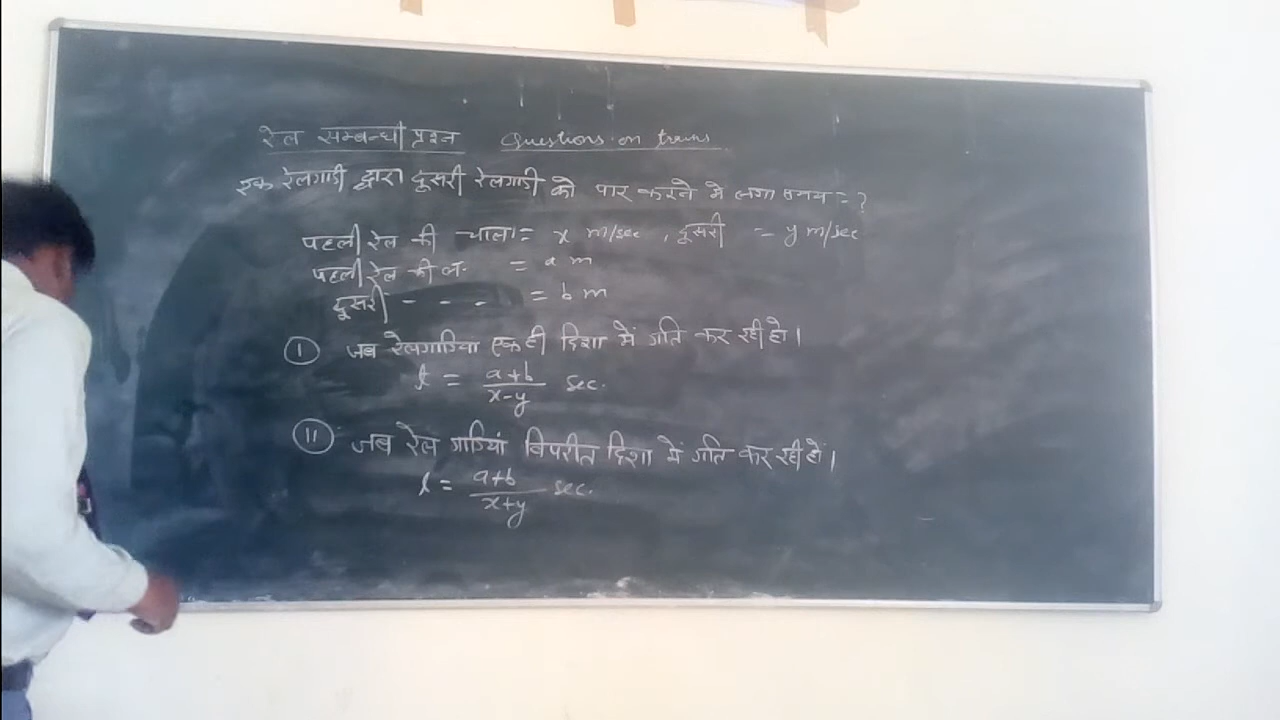 रेल सम्बन्धी प्रश्न Questions on trains.
एक रेलगाडी द्वारा दूसरी रेलगाडी को पार करने मे लगा समय = ?
पहली रेल की चाल = x m/sec , दूसरी = y m/sec
पहली रेल की ल. = a m
दूसरी - - - = b m
(I) जब रेलगाडिया एक ही दिशा में गति कर रही हो।
t = (a+b)/(x-y) sec.
(II) जब रेल गाडियां विपरीत दिशा में गति कर रही हों।
t = (a+b)/(x+y) sec.